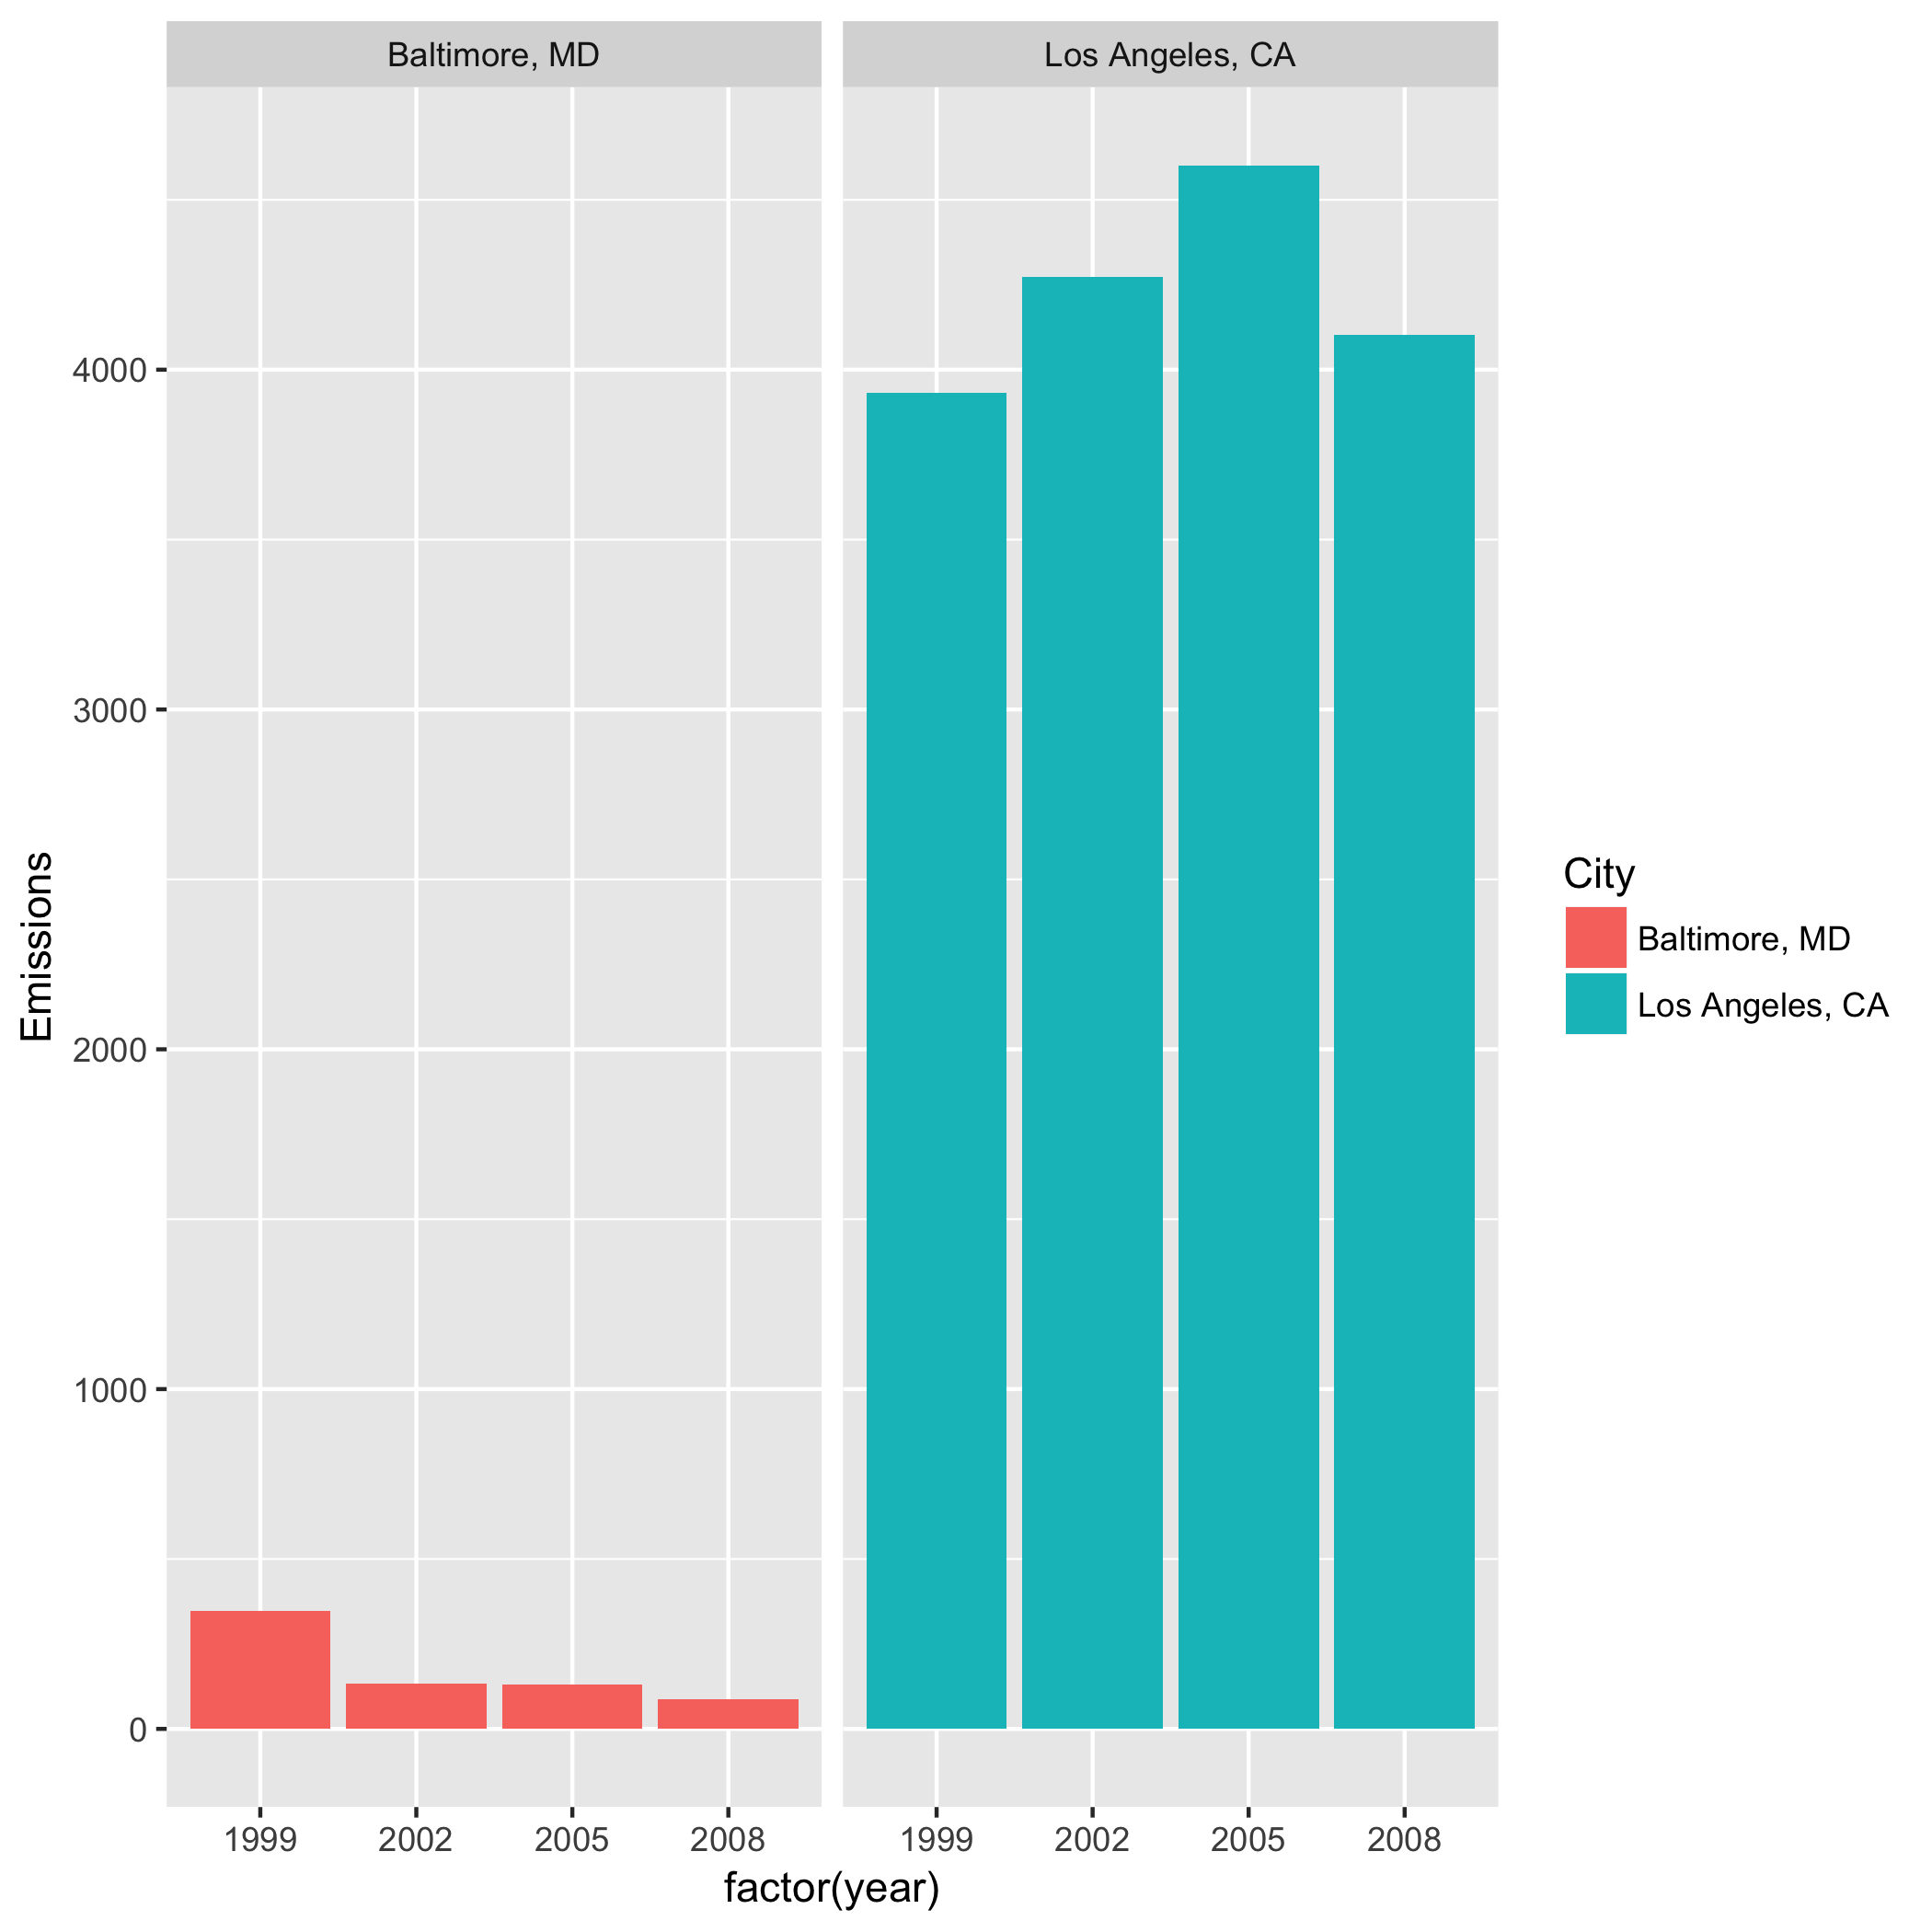 Baltimore, MD
Los Angeles, CA
Emissions
4000
3000
2000
1000
0
1999 2002 2005 2008
1999 2002 2005 2008
factor(year)
City
Baltimore, MD
Los Angeles, CA